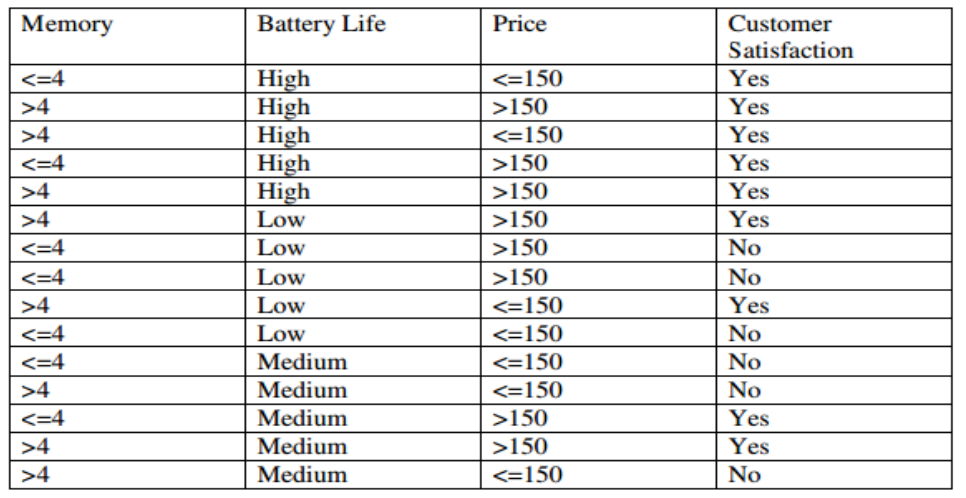 Memory Battery Life Price Customer Satisfaction
<=4 High <=150 Yes
>4 High >150 Yes
>4 High <=150 Yes
<=4 High >150 Yes
>4 High >150 Yes
>4 Low >150 Yes
<=4 Low >150 No
<=4 Low >150 No
>4 Low <=150 Yes
<=4 Low <=150 No
<=4 Medium <=150 No
>4 Medium <=150 No
<=4 Medium >150 Yes
>4 Medium >150 Yes
>4 Medium <=150 No